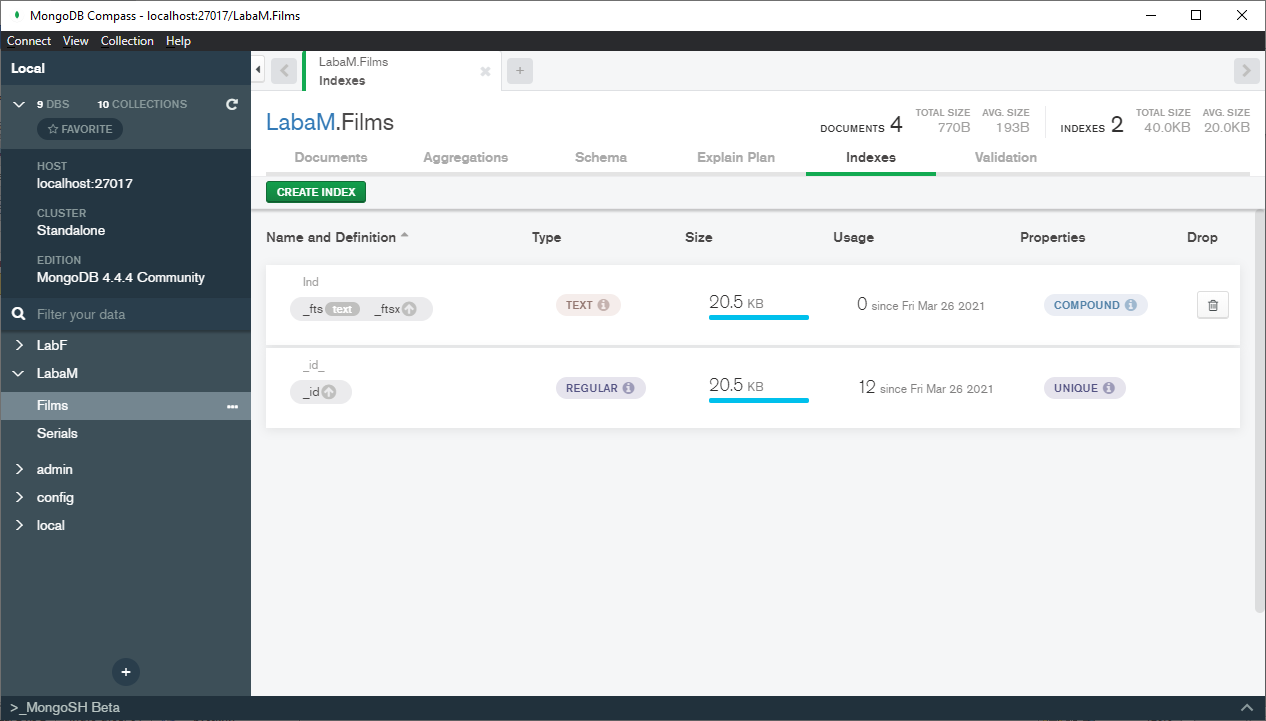 MongoDB Compass - localhost:27017/LabaM.Films
Connect View Collection Help
Local
9 DBS 10 COLLECTIONS
FAVORITE
HOST
localhost:27017
CLUSTER
Standalone
EDITION
MongoDB 4.4.4 Community
Filter your data
LabF
LabaM
Films
Serials
admin
config
local
LabaM.Films
Indexes
LabaM.Films
DOCUMENTS 4
TOTAL SIZE 770B
AVG. SIZE 193B
INDEXES 2
TOTAL SIZE 40.0KB
AVG. SIZE 20.0KB
Documents Aggregations Schema Explain Plan Indexes Validation
CREATE INDEX
Name and Definition Type Size Usage Properties Drop
Ind
_fts text _ftsx TEXT 20.5 KB 0 since Fri Mar 26 2021 COMPOUND
_id_
_id REGULAR 20.5 KB 12 since Fri Mar 26 2021 UNIQUE
>_MongoSH Beta